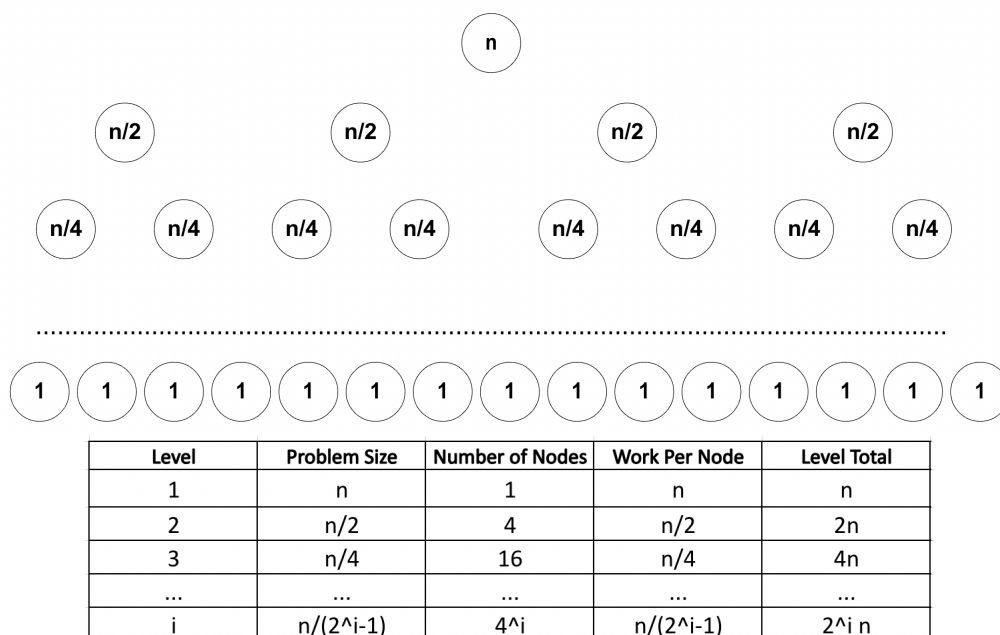 n
n/2 n/2 n/2 n/2
n/4 n/4 n/4 n/4 n/4 n/4 n/4 n/4
1 1 1 1 1 1 1 1 1 1 1 1 1 1 1
Level Problem Size Number of Nodes Work Per Node Level Total
1 n 1 n n
2 n/2 4 n/2 2n
3 n/4 16 n/4 4n
... ... ... ... ...
i n/(2^i-1) 4^i n/(2^i-1) 2^i n